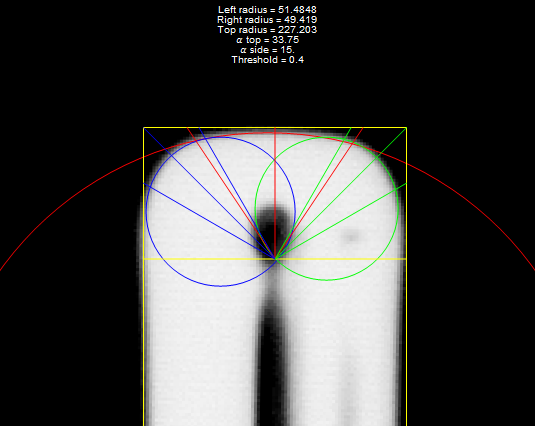 Left radius = 51.4848
Right radius = 49.419
Top radius = 227.203
α top = 33.75
α side = 15.
Threshold = 0.4